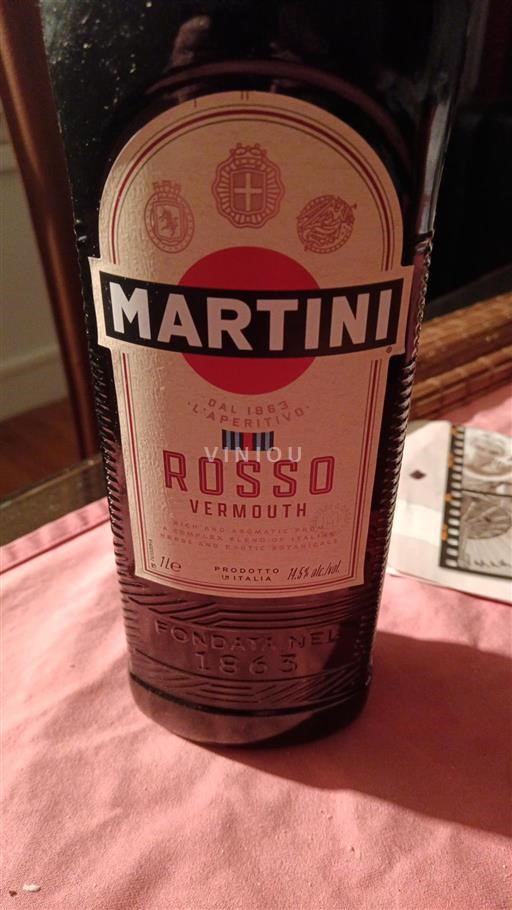 MARTINI
®
DAL 1863
·L'APERITIVO·
VINIOU
ROSSO
VERMOUTH
RICH AND AROMATIC FROM
A COMPLEX BLEND OF ITALIAN
HERBS AND EXOTIC BOTANICALS
1L℮
PRODOTTO
IN ITALIA
14.8% alc./vol.
FONDATA NEL
1863